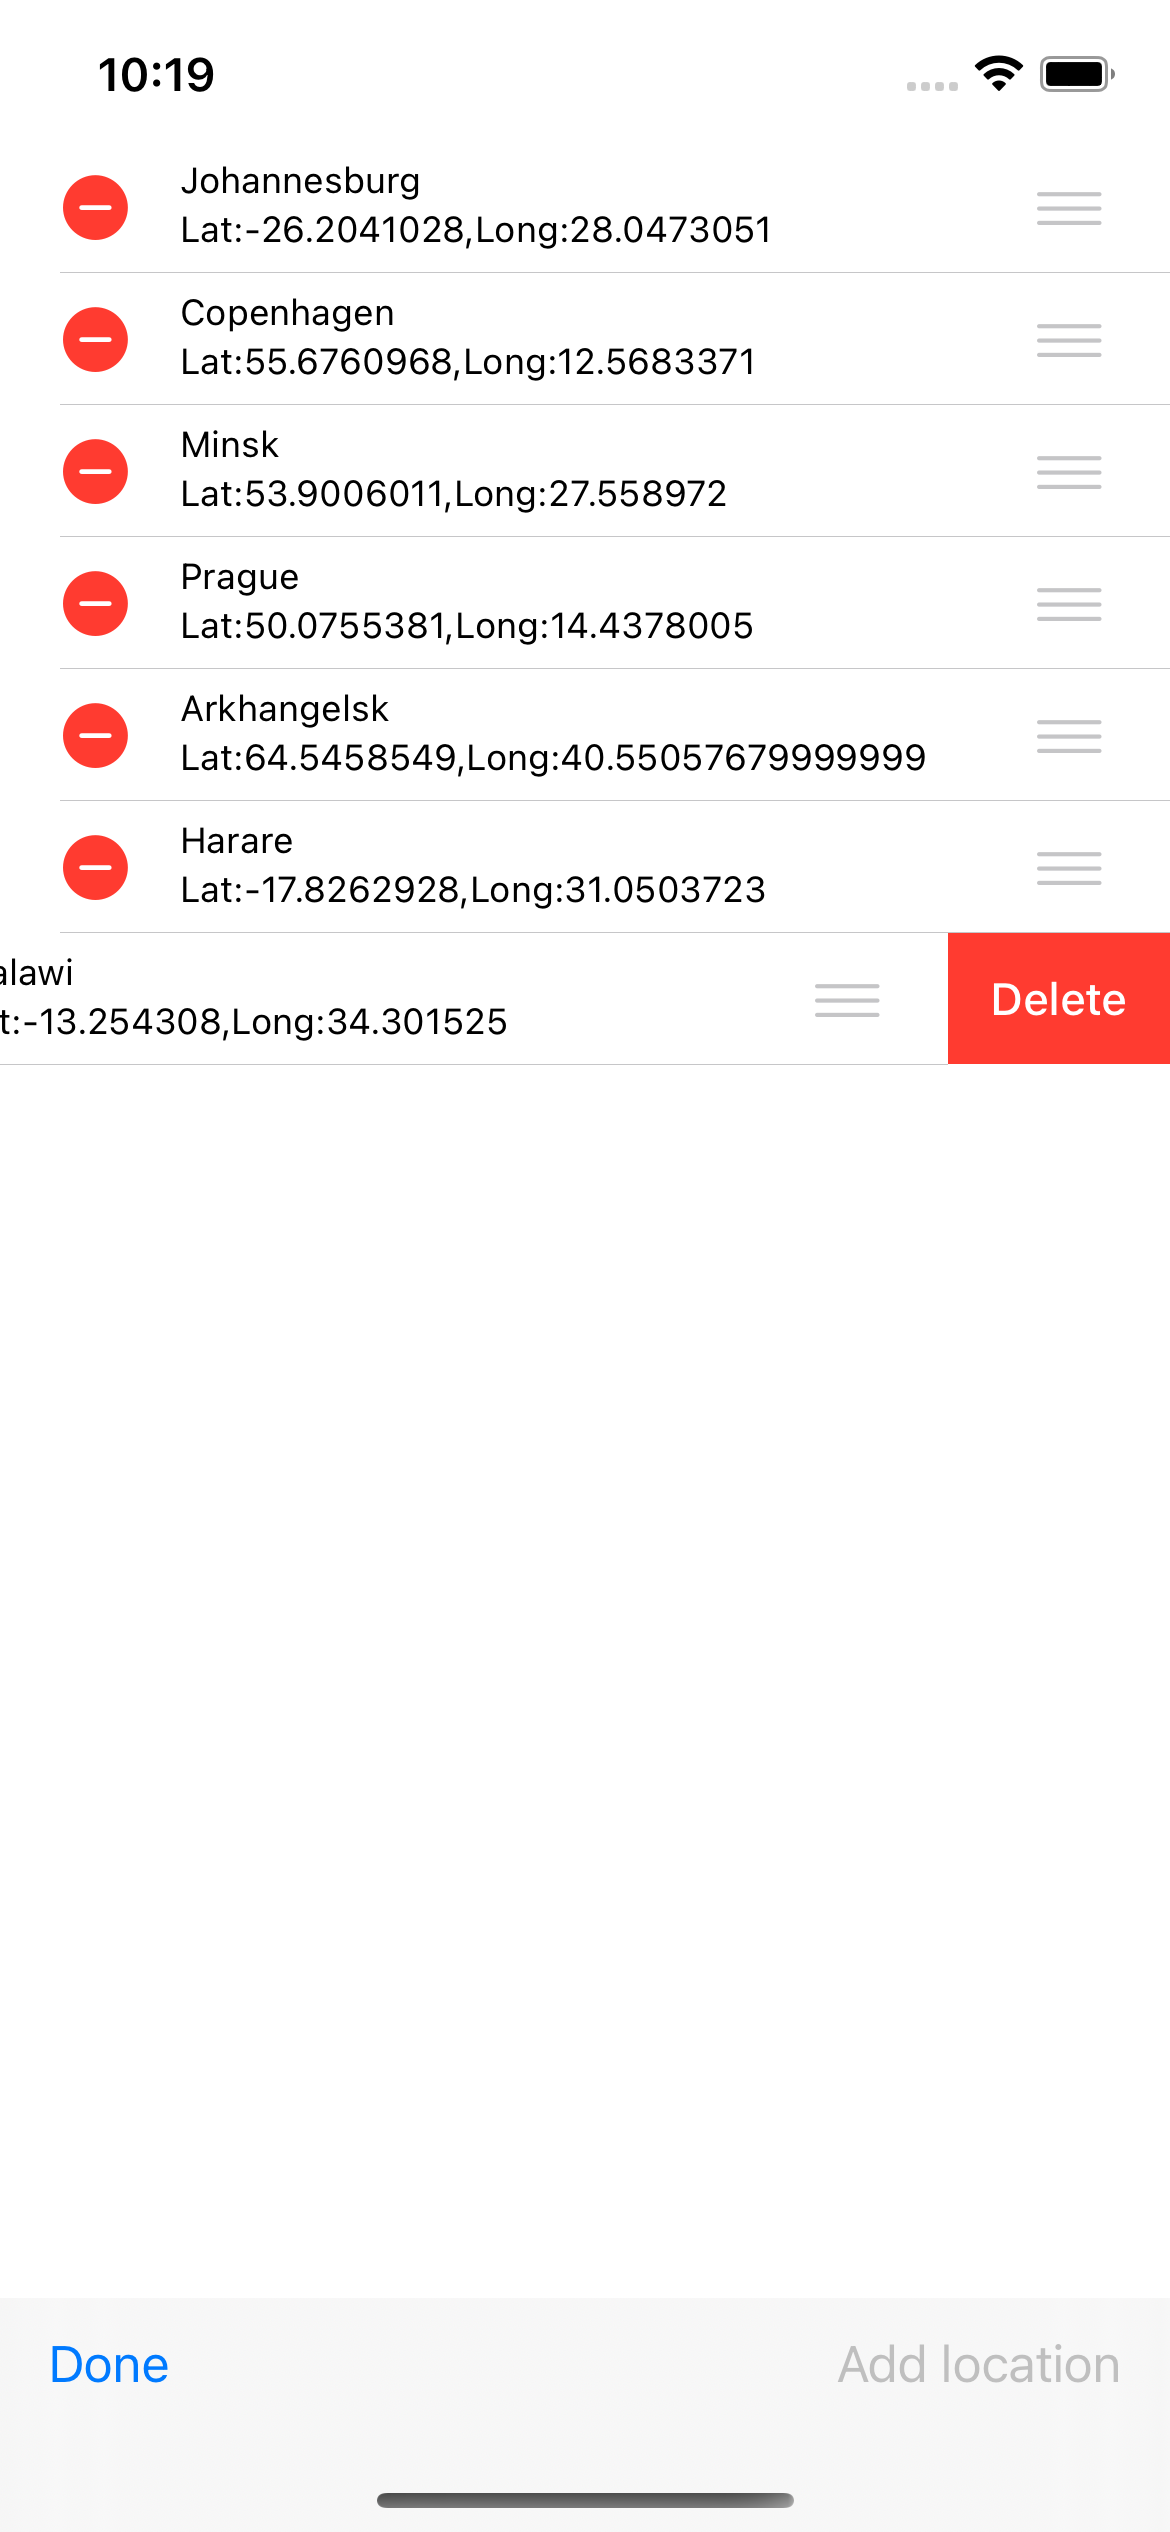 10:19
Johannesburg
Lat:-26.2041028,Long:28.0473051
Copenhagen
Lat:55.6760968,Long:12.5683371
Minsk
Lat:53.9006011,Long:27.558972
Prague
Lat:50.0755381,Long:14.4378005
Arkhangelsk
Lat:64.5458549,Long:40.55057679999999
Harare
Lat:-17.8262928,Long:31.0503723
alawi
t:-13.254308,Long:34.301525
Delete
Done
Add location